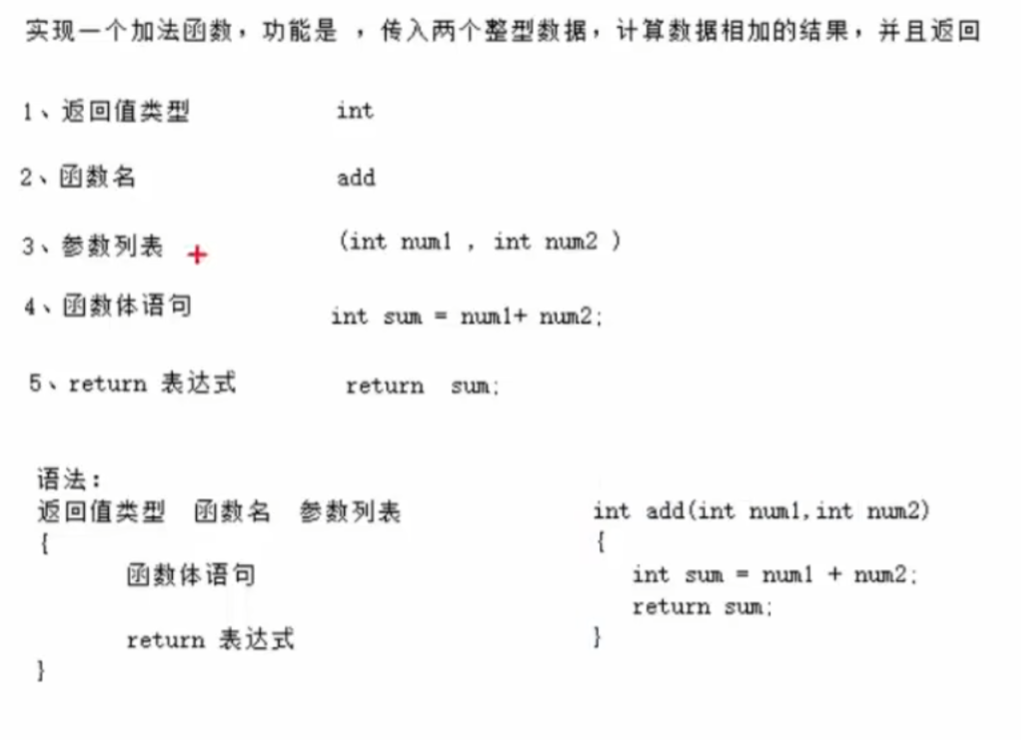 实现一个加法函数，功能是 ，传入两个整型数据，计算数据相加的结果，并且返回
1、返回值类型 int
2、函数名 add
3、参数列表 (int num1 , int num2 )
4、函数体语句 int sum = num1+ num2;
5、return 表达式 return sum;
语法：
返回值类型 函数名 参数列表
{
函数体语句
return 表达式
}
int add(int num1,int num2)
{
int sum = num1 + num2;
return sum;
}